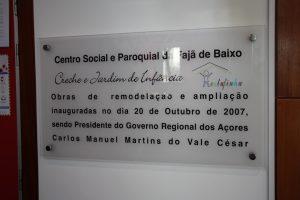 Centro Social e Paroquial da Fajã de Baixo
Creche e Jardim de Infância
Obras de remodelação e ampliação
inauguradas no dia 20 de Outubro de 2007,
sendo Presidente do Governo Regional dos Açores
Carlos Manuel Martins do Vale César